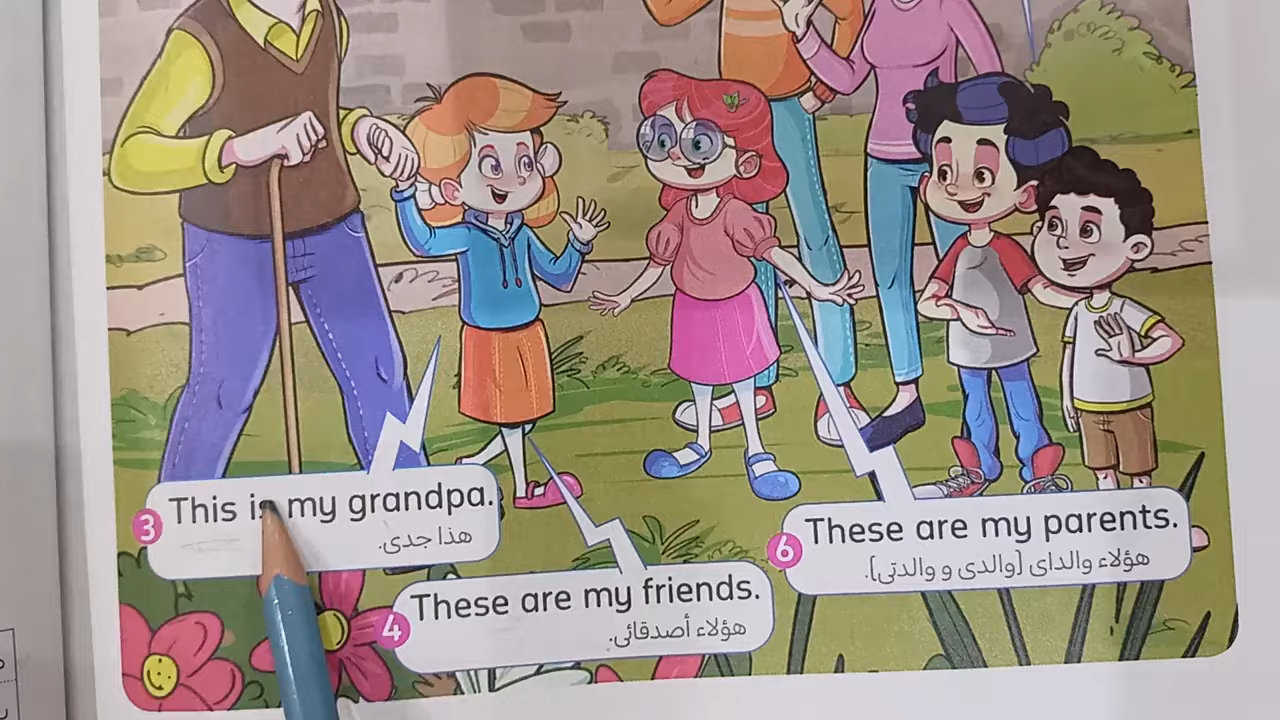 3 This is my grandpa.
هذا جدى.
4 These are my friends.
هؤلاء أصدقائى.
6 These are my parents.
هؤلاء والداى (والدى و والدتى).